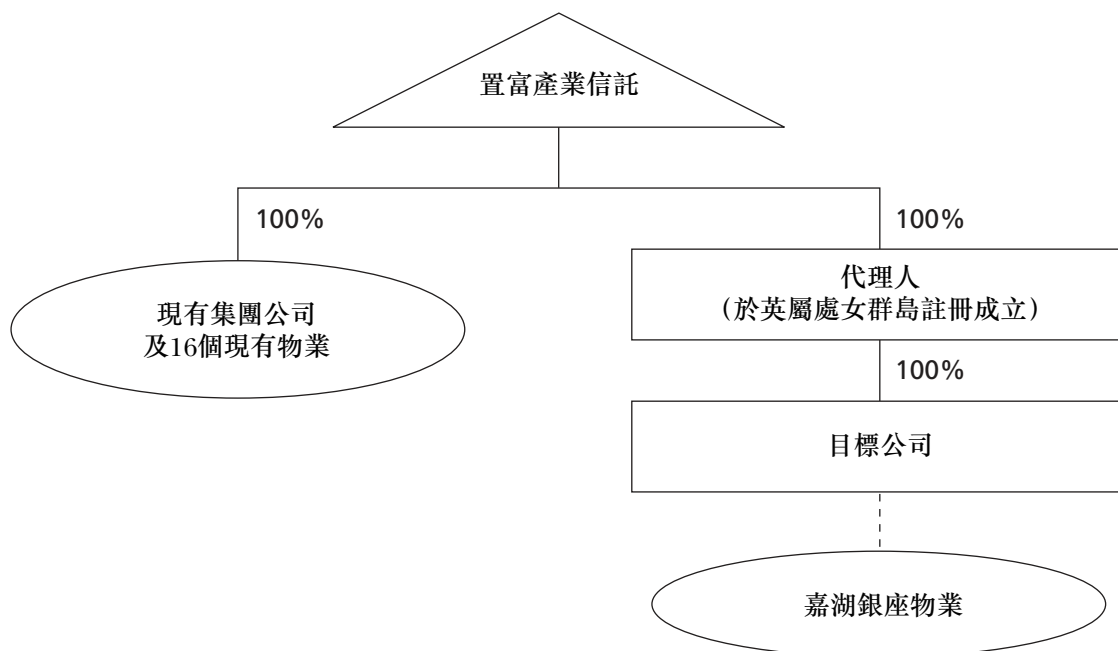 置富產業信託
100%
100%
現有集團公司
及16個現有物業
代理人
（於英屬處女群島註冊成立）
100%
目標公司
嘉湖銀座物業